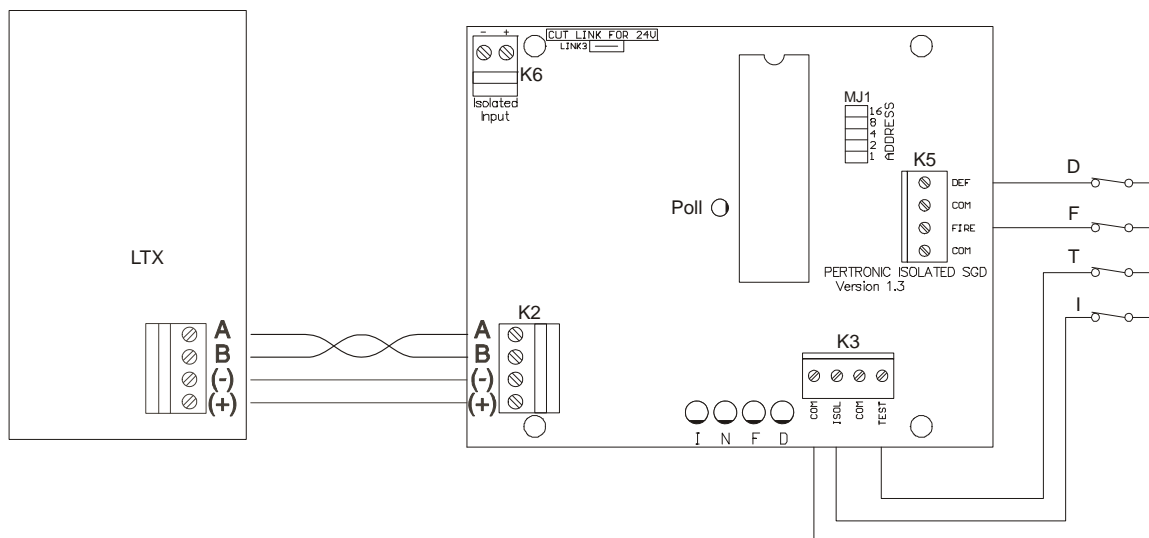 - +
CUT LINK FOR 24V
LINK3
K6
Isolated
Input
MJ1
16
8
4
2
1
ADDRESS
K5
DEF
COM
FIRE
COM
D
F
T
I
Poll
LTX
PERTRONIC ISOLATED SGD
Version 1.3
A
B
(-)
(+)
A
B
(-)
(+)
K2
K3
COM
ISOL
COM
TEST
I N F D